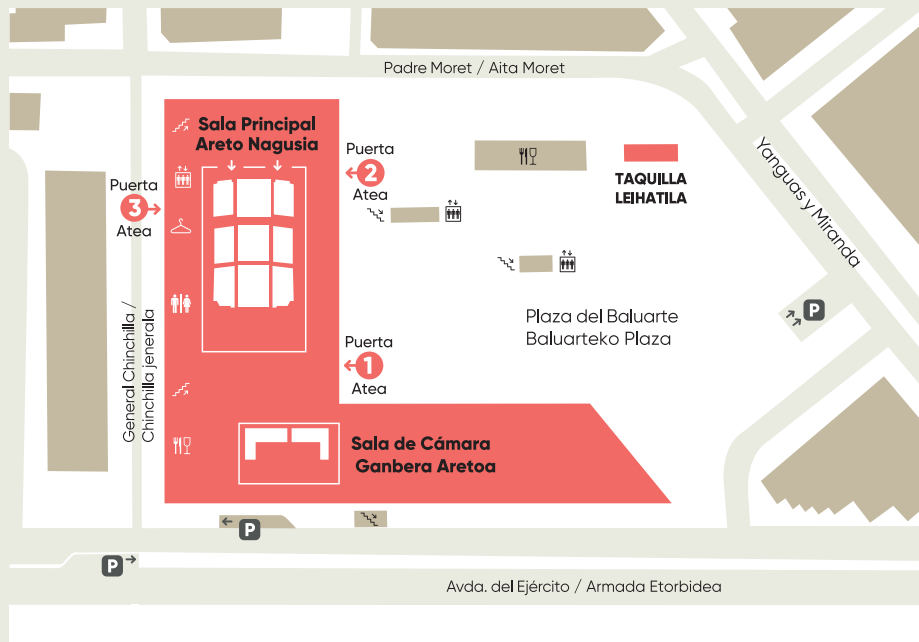 Padre Moret / Aita Moret
Sala Principal
Areto Nagusia
Puerta
2
Atea
Puerta
3
Atea
TAQUILLA
LEIHATILA
Yanguas y Miranda
Plaza del Baluarte
Baluarteko Plaza
P
General Chinchilla /
Chinchilla jenerala
Puerta
1
Atea
Sala de Cámara
Ganbera Aretoa
P
P
Avda. del Ejército / Armada Etorbidea